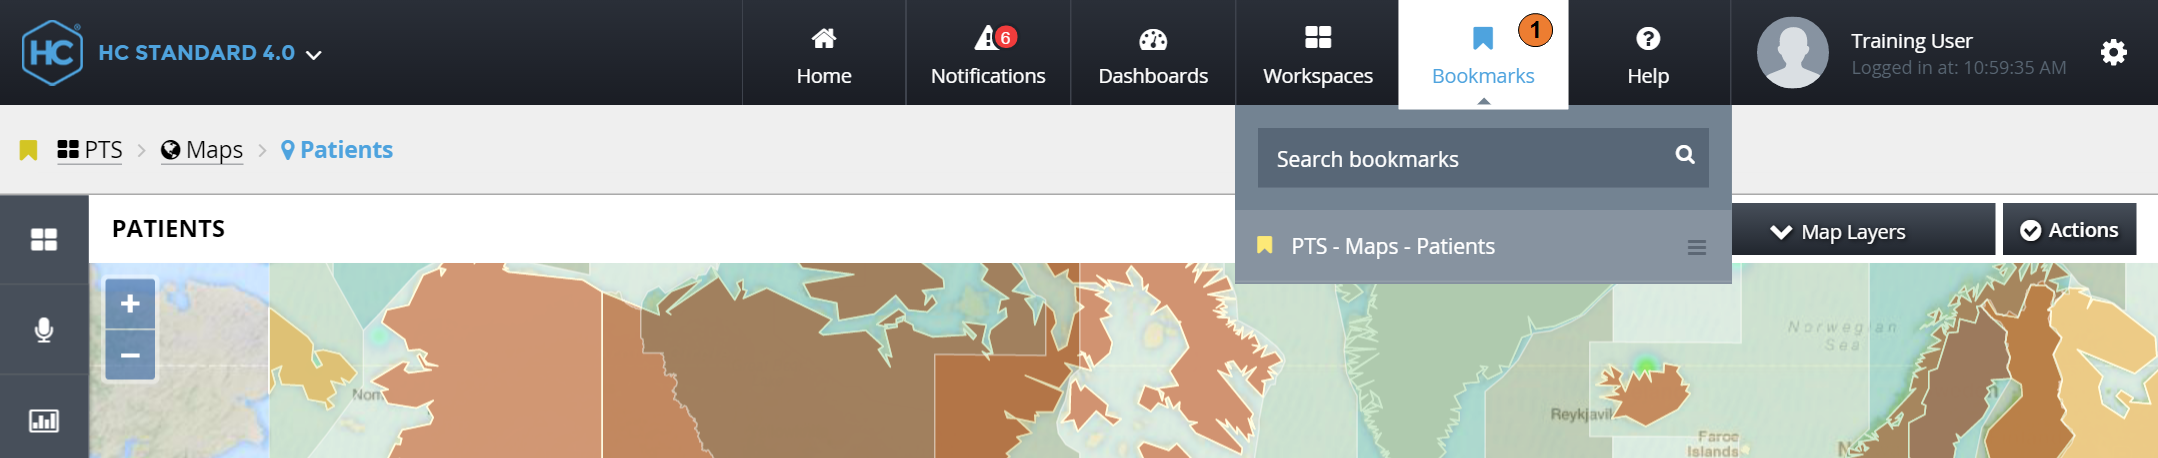 HC ®
HC STANDARD 4.0
Home
6
Notifications
Dashboards
Workspaces
Bookmarks
1
Help
Training User
Logged in at: 10:59:35 AM
PTS > Maps > Patients
Search bookmarks
PTS - Maps - Patients
PATIENTS
Map Layers
Actions
+
−
Norwegian
Sea
Nom
Reykjavik
Faroe
Islands